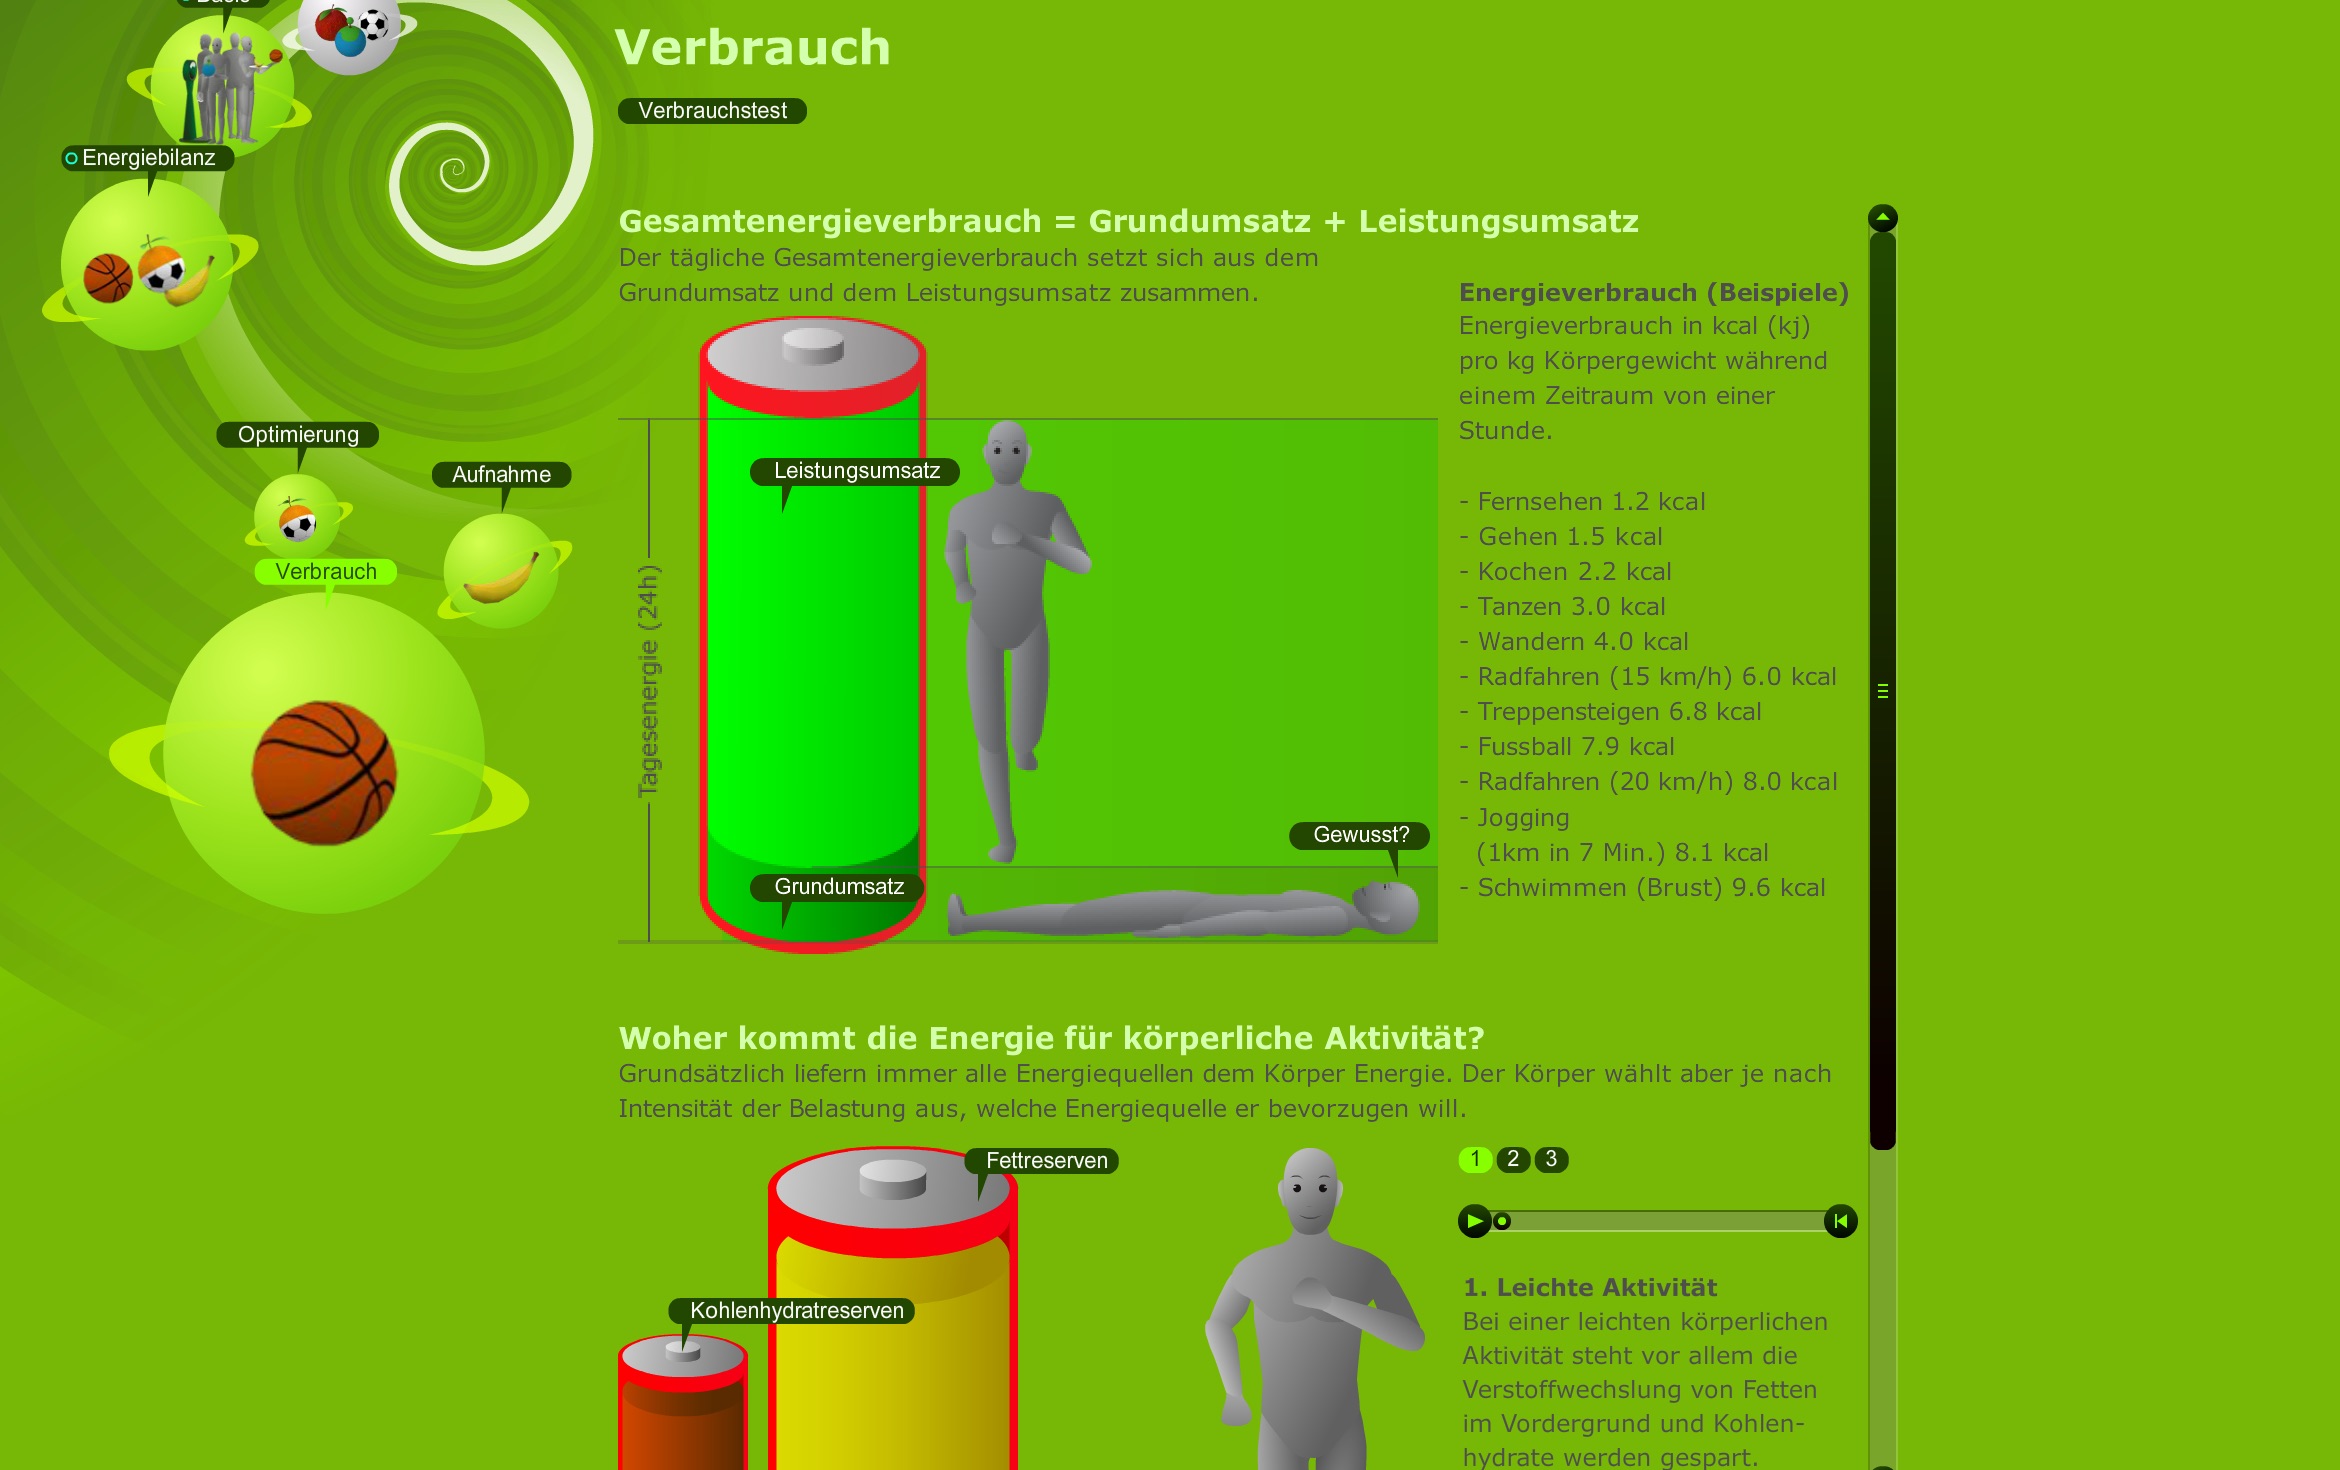 Basis
Energiebilanz
Optimierung
Aufnahme
Verbrauch
Verbrauch
Verbrauchstest
Gesamtenergieverbrauch = Grundumsatz + Leistungsumsatz
Der tägliche Gesamtenergieverbrauch setzt sich aus dem
Grundumsatz und dem Leistungsumsatz zusammen.
Tagesenergie (24h)
Leistungsumsatz
Gewusst?
Grundumsatz
Energieverbrauch (Beispiele)
Energieverbrauch in kcal (kj)
pro kg Körpergewicht während
einem Zeitraum von einer
Stunde.
- Fernsehen 1.2 kcal
- Gehen 1.5 kcal
- Kochen 2.2 kcal
- Tanzen 3.0 kcal
- Wandern 4.0 kcal
- Radfahren (15 km/h) 6.0 kcal
- Treppensteigen 6.8 kcal
- Fussball 7.9 kcal
- Radfahren (20 km/h) 8.0 kcal
- Jogging
(1km in 7 Min.) 8.1 kcal
- Schwimmen (Brust) 9.6 kcal
Woher kommt die Energie für körperliche Aktivität?
Grundsätzlich liefern immer alle Energiequellen dem Körper Energie. Der Körper wählt aber je nach
Intensität der Belastung aus, welche Energiequelle er bevorzugen will.
Fettreserven
Kohlenhydratreserven
1 2 3
1. Leichte Aktivität
Bei einer leichten körperlichen
Aktivität steht vor allem die
Verstoffwechslung von Fetten
im Vordergrund und Kohlen-
hydrate werden gespart.